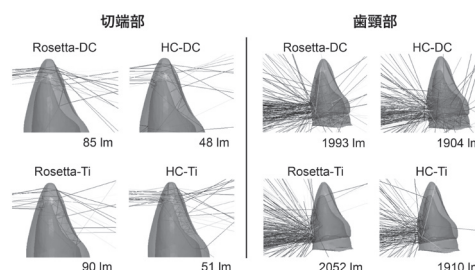 切端部
歯頸部
Rosetta-DC
HC-DC
Rosetta-DC
HC-DC
85 lm
48 lm
1993 lm
1904 lm
Rosetta-Ti
HC-Ti
Rosetta-Ti
HC-Ti
90 lm
51 lm
2052 lm
1910 lm